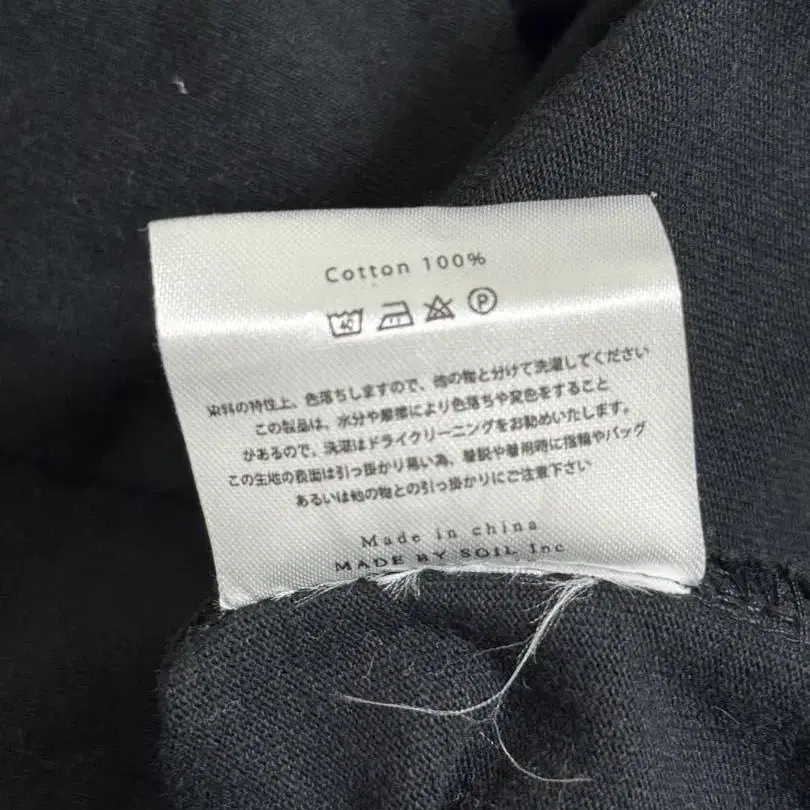 Cotton 100%
40 P
染料の特性上、色落ちしますので、他の物と分けて洗濯してください
この製品は、水分や摩擦により色落ちや変色をすること
があるので、洗濯はドライクリーニングをお勧めいたします。
この生地の表面は引っ掛かり易い為、着脱や着用時に指輪やバッグ
あるいは他の物との引っ掛かりにご注意下さい
Made in china
MADE BY SOIL Inc